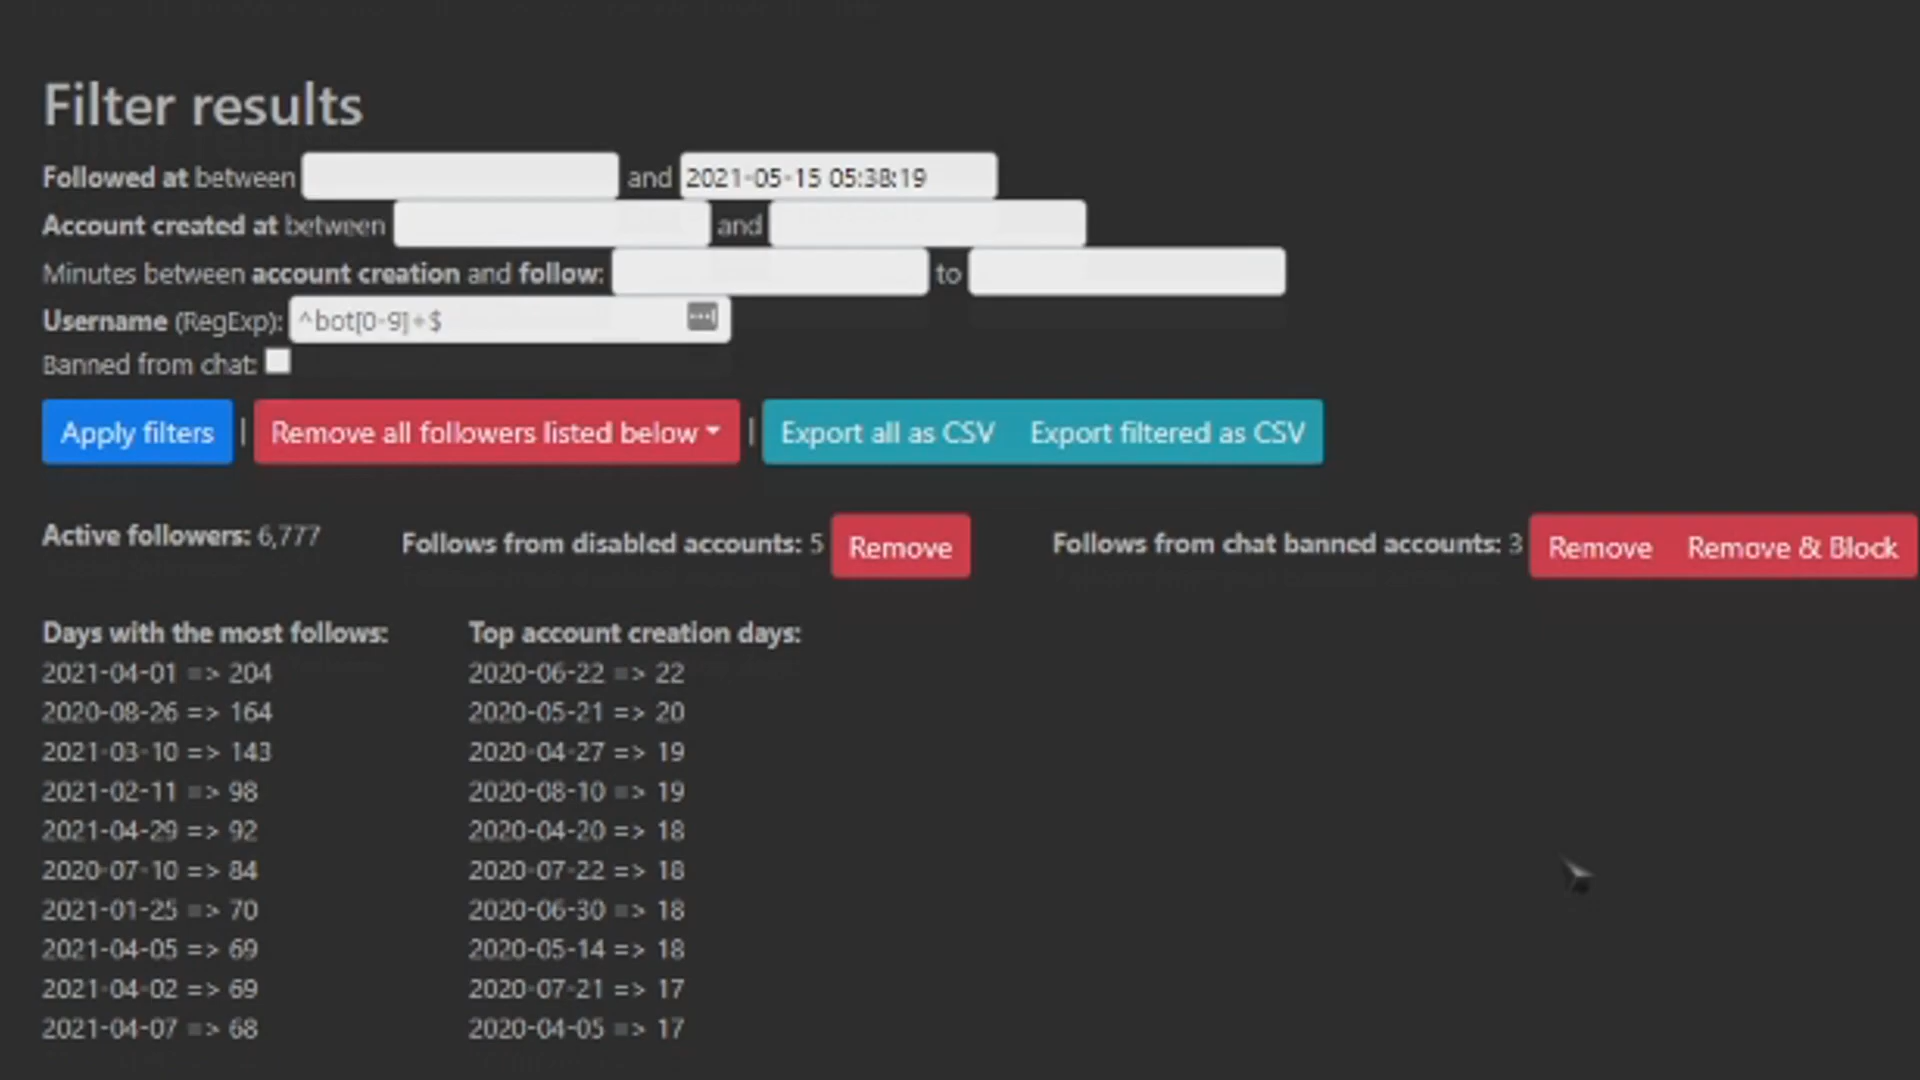 Filter results
Followed at between and 2021-05-15 05:38:19
Account created at between and
Minutes between account creation and follow: to
Username (RegExp): ^bot[0-9]+$
Banned from chat:
Apply filters | Remove all followers listed below | Export all as CSV Export filtered as CSV
Active followers: 6,777 Follows from disabled accounts: 5 Remove Follows from chat banned accounts: 3 Remove Remove & Block
Days with the most follows:
2021-04-01 => 204
2020-08-26 => 164
2021-03-10 => 143
2021-02-11 => 98
2021-04-29 => 92
2020-07-10 => 84
2021-01-25 => 70
2021-04-05 => 69
2021-04-02 => 69
2021-04-07 => 68
Top account creation days:
2020-06-22 => 22
2020-05-21 => 20
2020-04-27 => 19
2020-08-10 => 19
2020-04-20 => 18
2020-07-22 => 18
2020-06-30 => 18
2020-05-14 => 18
2020-07-21 => 17
2020-04-05 => 17